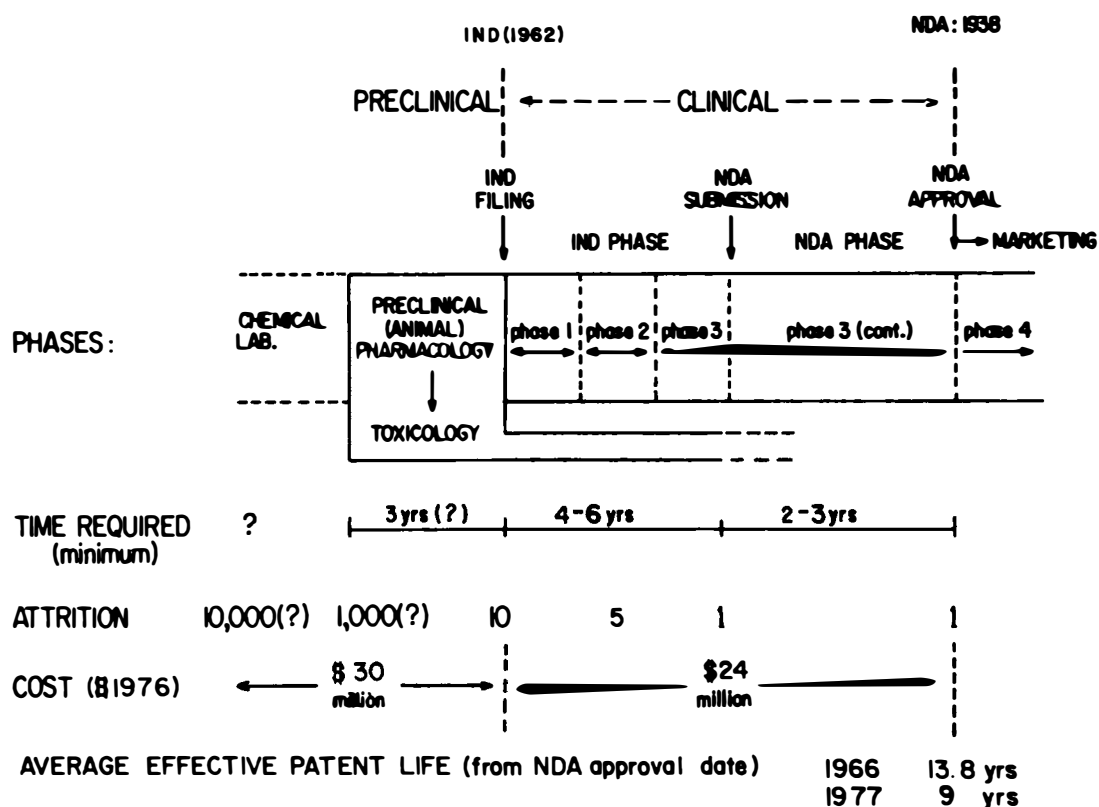 IND (1962)
NDA: 1938
PRECLINICAL
CLINICAL
IND
FILING
NDA
SUBMISSION
NDA
APPROVAL
IND PHASE
NDA PHASE
MARKETING
PHASES:
CHEMICAL
LAB.
PRECLINICAL
(ANIMAL)
PHARMACOLOGY
TOXICOLOGY
phase 1
phase 2
phase 3
phase 3 (cont.)
phase 4
TIME REQUIRED
(minimum)
?
3 yrs (?)
4-6 yrs
2-3 yrs
ATTRITION 10,000(?) 1,000(?) 10 5 1 1
COST ($ 1976)
$ 30
million
$24
million
AVERAGE EFFECTIVE PATENT LIFE (from NDA approval date) 1966 13.8 yrs
1977 9 yrs